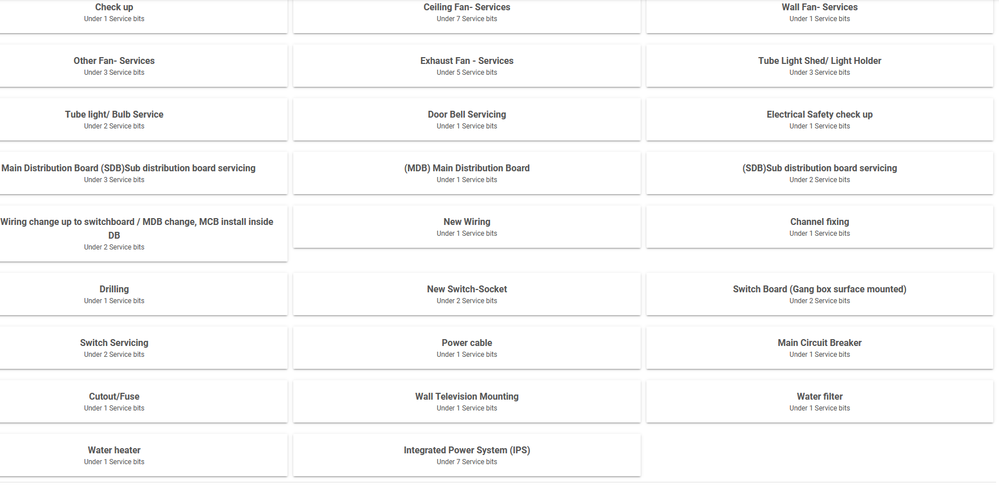 Check up
Under 1 Service bits
Ceiling Fan- Services
Under 7 Service bits
Wall Fan- Services
Under 1 Service bits
Other Fan- Services
Under 3 Service bits
Exhaust Fan - Services
Under 5 Service bits
Tube Light Shed/ Light Holder
Under 3 Service bits
Tube light/ Bulb Service
Under 2 Service bits
Door Bell Servicing
Under 1 Service bits
Electrical Safety check up
Under 1 Service bits
Main Distribution Board (SDB)Sub distribution board servicing
Under 3 Service bits
(MDB) Main Distribution Board
Under 1 Service bits
(SDB)Sub distribution board servicing
Under 2 Service bits
Wiring change up to switchboard / MDB change, MCB install inside
DB
Under 2 Service bits
New Wiring
Under 1 Service bits
Channel fixing
Under 1 Service bits
Drilling
Under 1 Service bits
New Switch-Socket
Under 2 Service bits
Switch Board (Gang box surface mounted)
Under 2 Service bits
Switch Servicing
Under 2 Service bits
Power cable
Under 1 Service bits
Main Circuit Breaker
Under 1 Service bits
Cutout/Fuse
Under 1 Service bits
Wall Television Mounting
Under 1 Service bits
Water filter
Under 1 Service bits
Water heater
Under 1 Service bits
Integrated Power System (IPS)
Under 7 Service bits